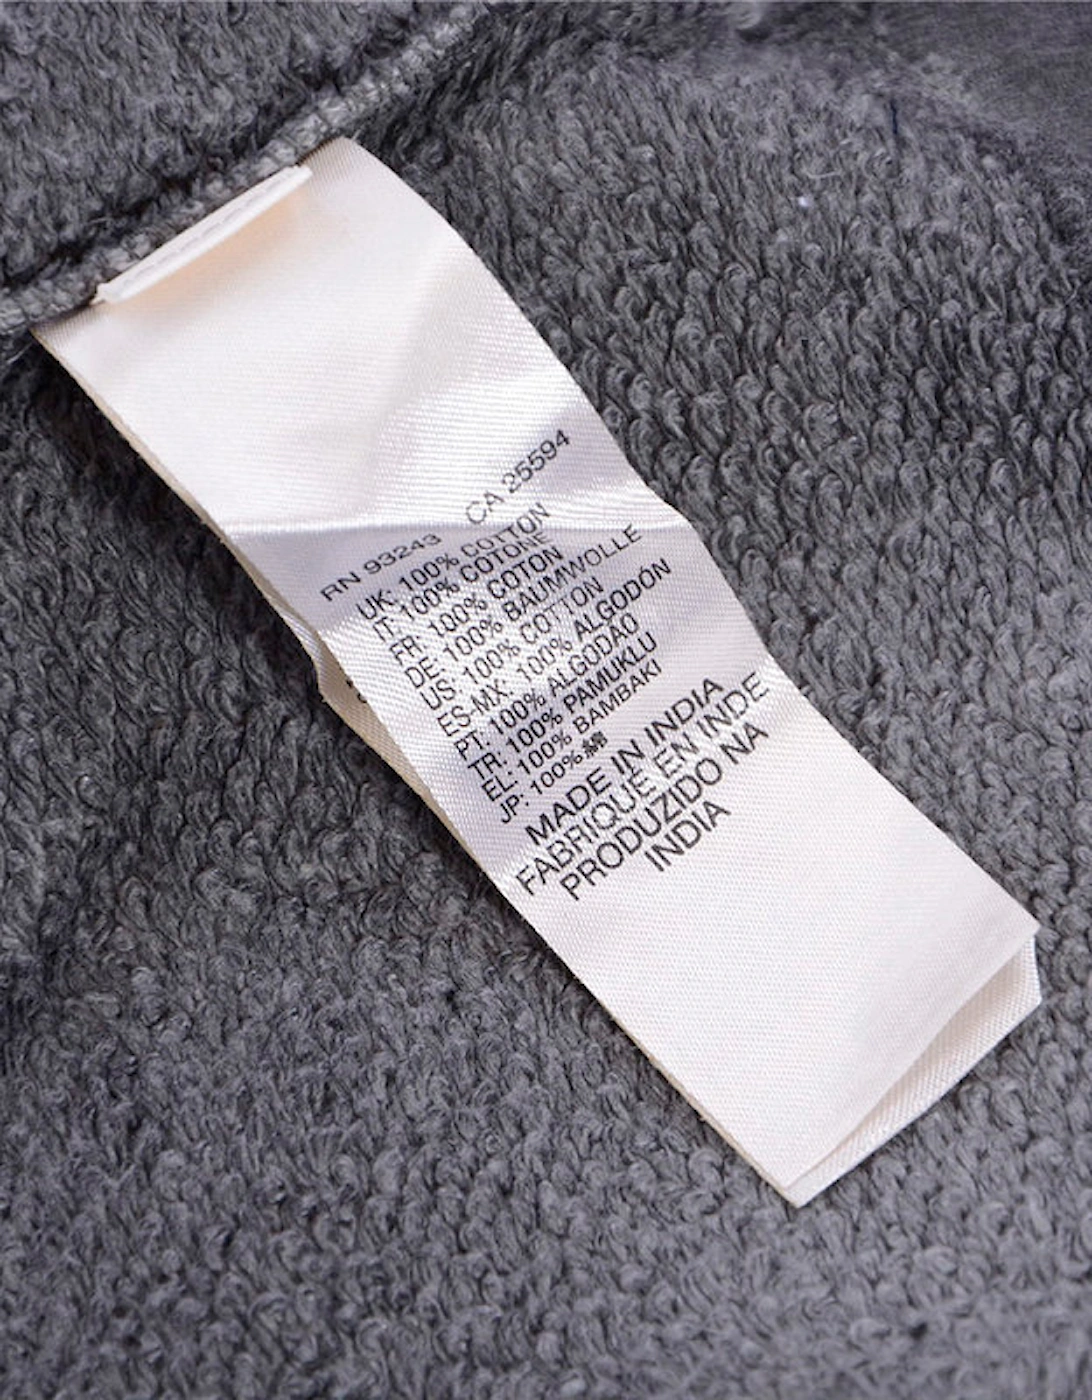 RN 93243 CA 25594
UK: 100% COTTON
IT: 100% COTONE
FR: 100% COTON
DE: 100% BAUMWOLLE
US: 100% COTTON
ES-MX: 100% ALGODÓN
PT: 100% ALGODÃO
TR: 100% PAMUKLU
EL: 100% BAMBAKI
JP: 100%綿
MADE IN INDIA
FABRIQUÉ EN INDE
PRODUZIDO NA
INDIA